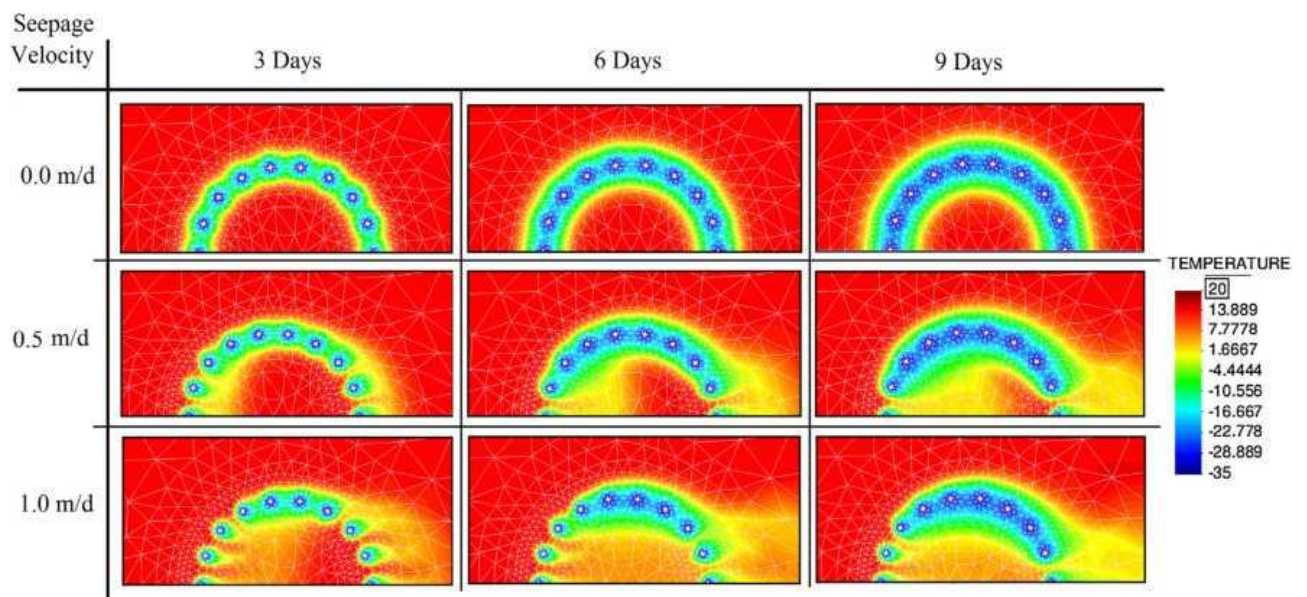 Seepage
Velocity
3 Days
6 Days
9 Days
0.0 m/d
0.5 m/d
1.0 m/d
TEMPERATURE
20
13.889
7.7778
1.6667
-4.4444
-10.556
-16.667
-22.778
-28.889
-35